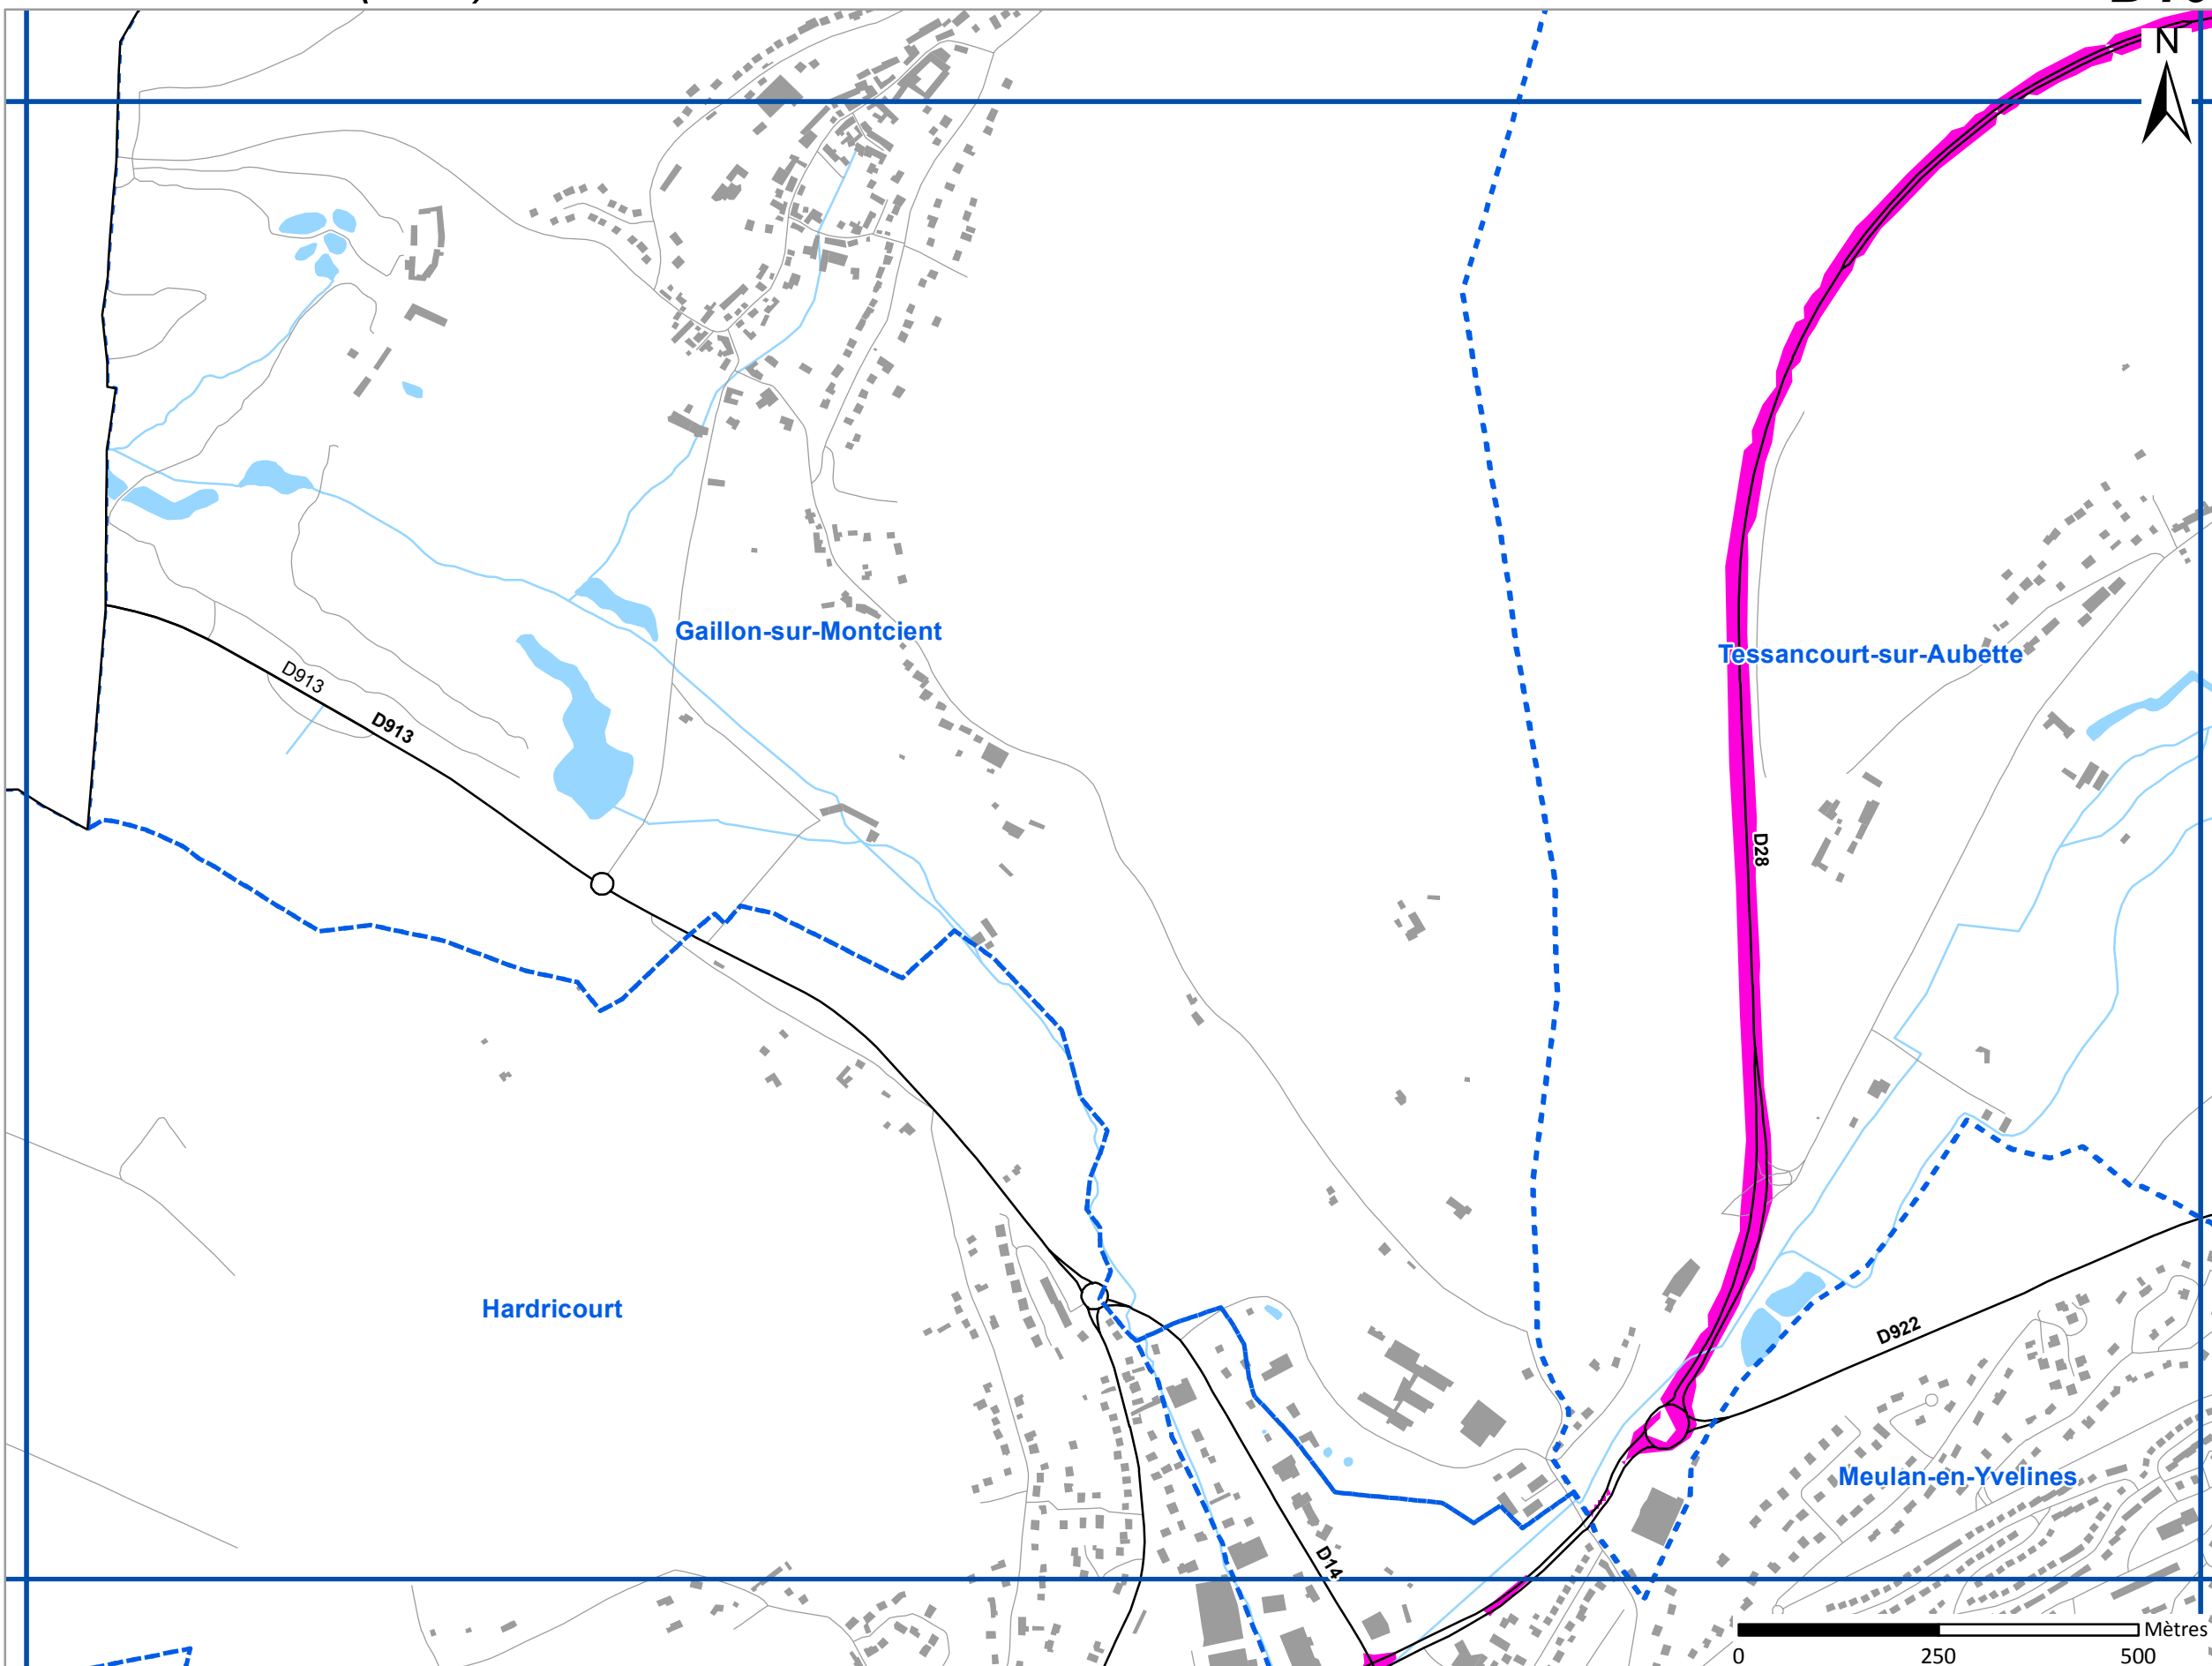 N
Gaillon-sur-Montcient
Tessancourt-sur-Aubette
D913
D913
D28
Hardricourt
D922
Meulan-en-Yvelines
D14
Mètres
0 250 500